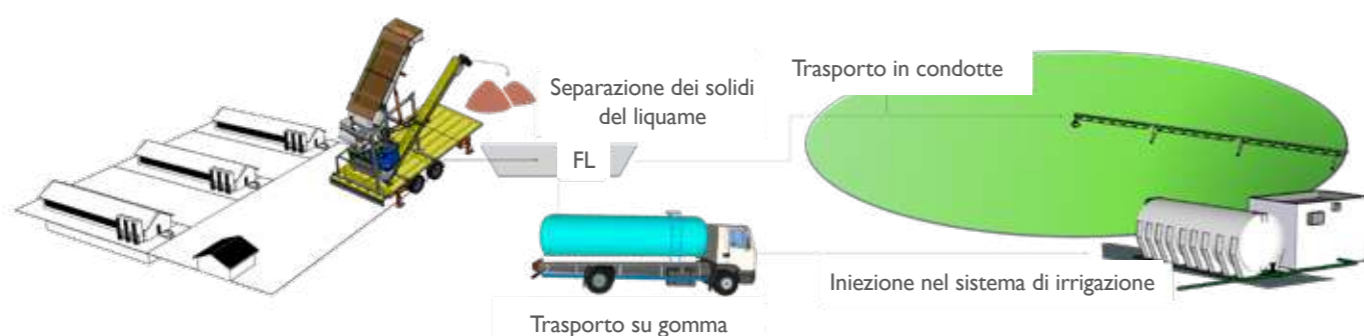 Trasporto in condotte
Separazione dei solidi
del liquame
FL
Iniezione nel sistema di irrigazione
Trasporto su gomma